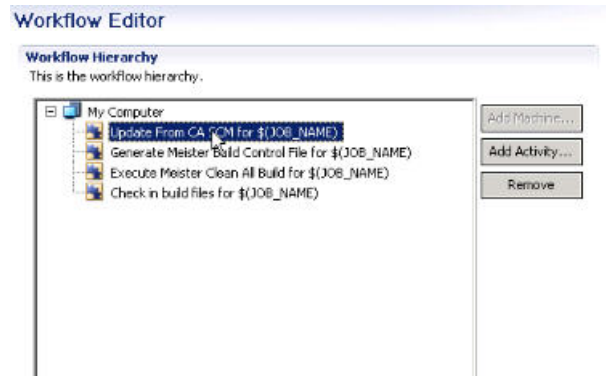 Workflow Editor
Workflow Hierarchy
This is the workflow hierarchy.
My Computer
Add Machine...
Update From CA SCM for $(JOB_NAME)
Generate Meister Build Control File for $(JOB_NAME)
Add Activity...
Execute Meister Clean All Build for $(JOB_NAME)
Remove
Check in build files for $(JOB_NAME)